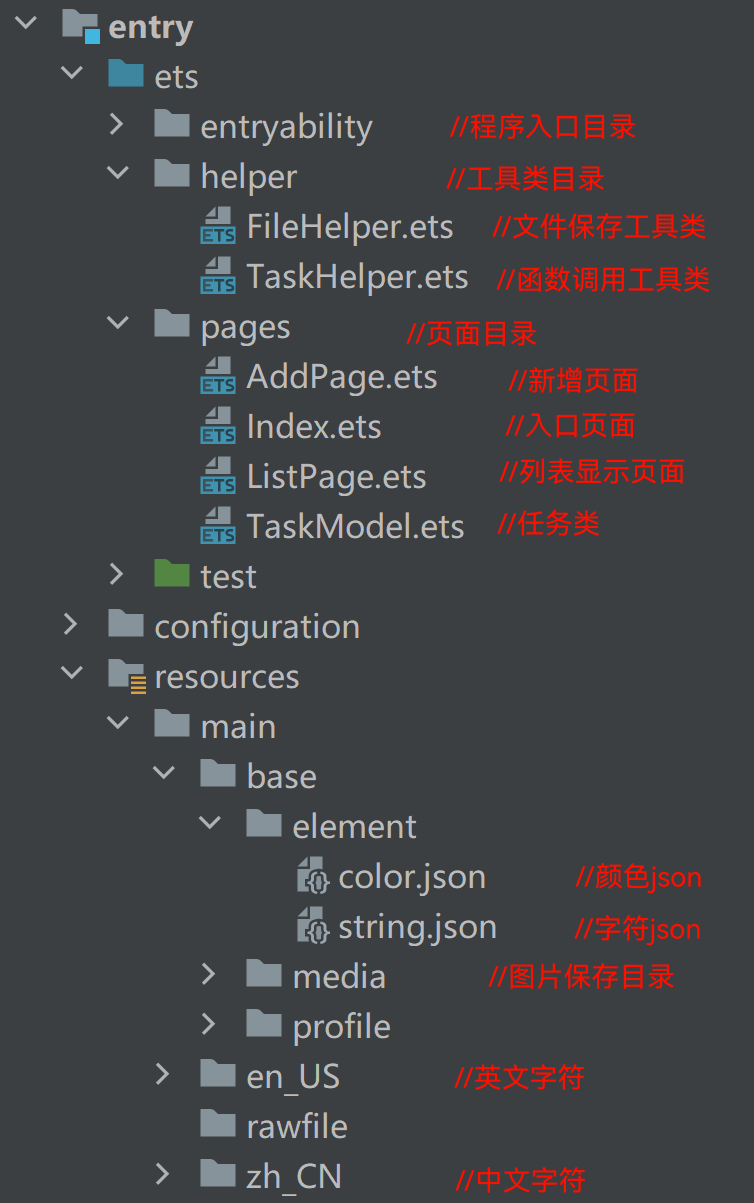 entry
ets
entryability //程序入口目录
helper //工具类目录
ETS FileHelper.ets //文件保存工具类
ETS TaskHelper.ets //函数调用工具类
pages //页面目录
ETS AddPage.ets //新增页面
ETS Index.ets //入口页面
ETS ListPage.ets //列表显示页面
ETS TaskModel.ets //任务类
test
configuration
resources
main
base
element
color.json //颜色json
string.json //字符json
media //图片保存目录
profile
en_US //英文字符
rawfile
zh_CN //中文字符